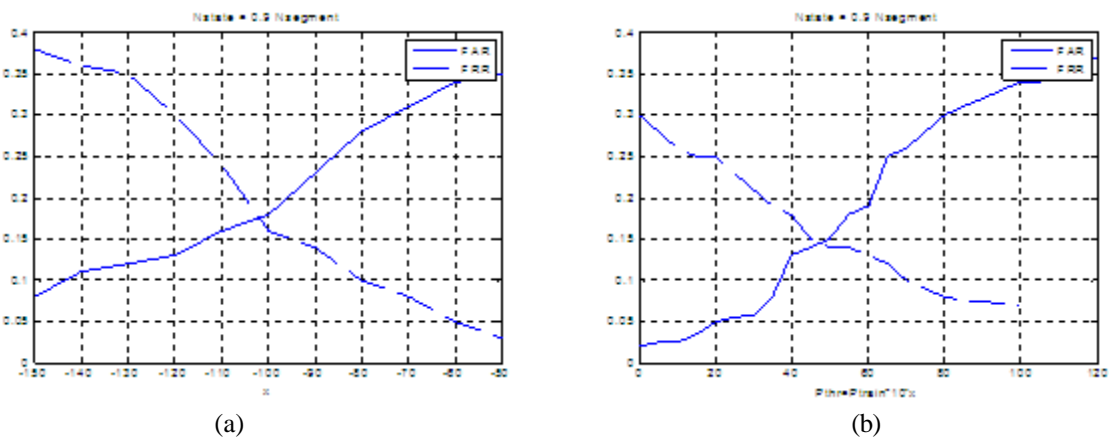 Nstate = 0.9 Nsegment
0.4
0.35
0.3
0.25
0.2
0.15
0.1
0.05
0
-150 -140 -130 -120 -110 -100 -90 -80 -70 -60 -50
x
FAR
FRR
(a)
Nstate = 0.9 Nsegment
0.4
0.35
0.3
0.25
0.2
0.15
0.1
0.05
0
0 20 40 60 80 100 120
Pthr=Ptrain*10^x
FAR
FRR
(b)